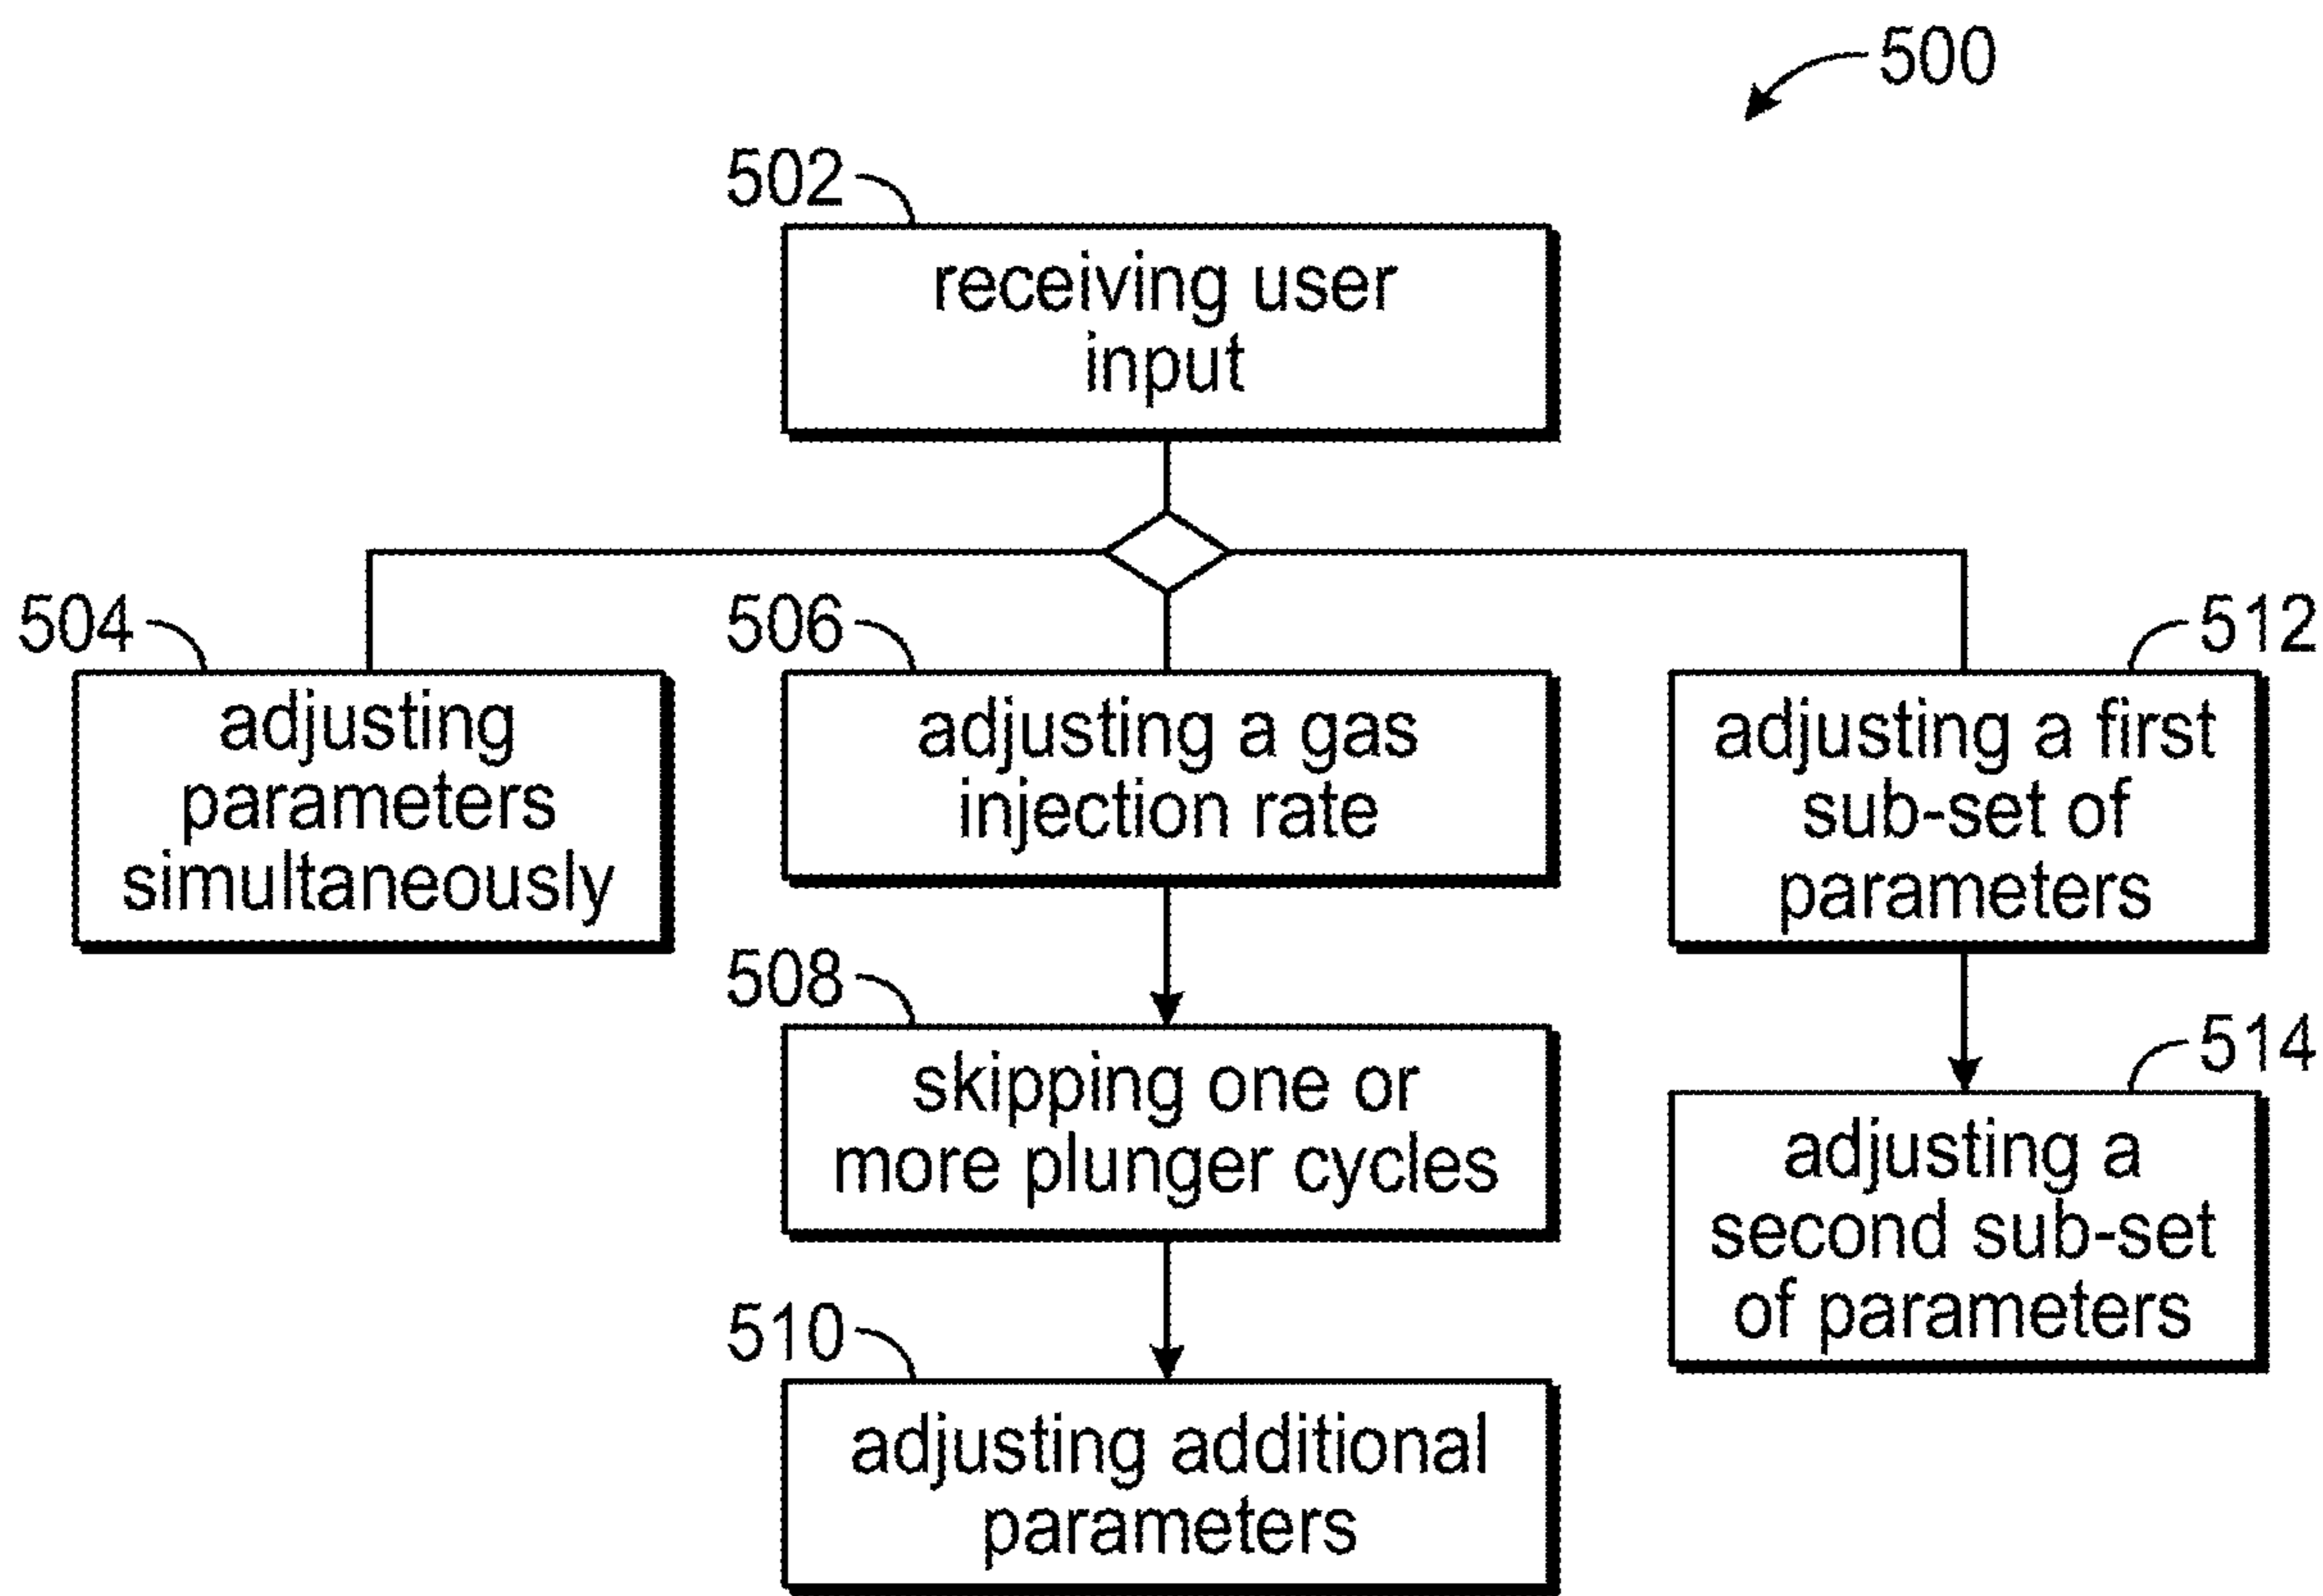 500
502
receiving user
input
504
adjusting
parameters
simultaneously
506
adjusting a gas
injection rate
508
skipping one or
more plunger cycles
510
adjusting additional
parameters
512
adjusting a first
sub-set of
parameters
514
adjusting a
second sub-set
of parameters